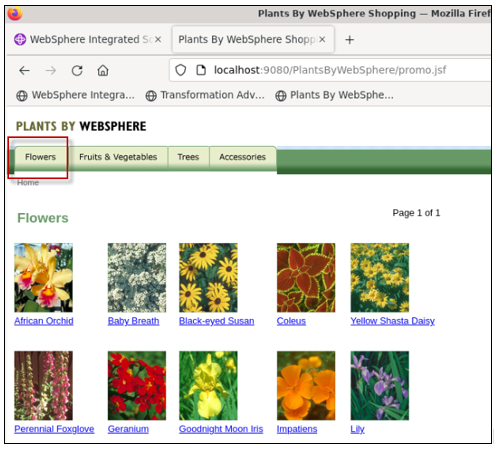 Plants By WebSphere Shopping — Mozilla Firef
WebSphere Integrated S × Plants By WebSphere Shopp × +
localhost:9080/PlantsByWebSphere/promo.jsf
WebSphere Integra... Transformation Adv... Plants By WebSphe...
PLANTS BY WEBSPHERE
Flowers Fruits & Vegetables Trees Accessories
Home
Flowers Page 1 of 1
African Orchid Baby Breath Black-eyed Susan Coleus Yellow Shasta Daisy
Perennial Foxglove Geranium Goodnight Moon Iris Impatiens Lily